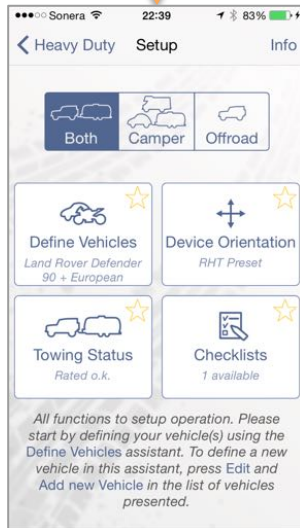 Sonera 22:39 83%
Heavy Duty Setup Info
Both Camper Offroad
Define Vehicles
Land Rover Defender
90 + European
Device Orientation
RHT Preset
Towing Status
Rated o.k.
Checklists
1 available
All functions to setup operation. Please
start by defining your vehicle(s) using the
Define Vehicles assistant. To define a new
vehicle in this assistant, press Edit and
Add new Vehicle in the list of vehicles
presented.